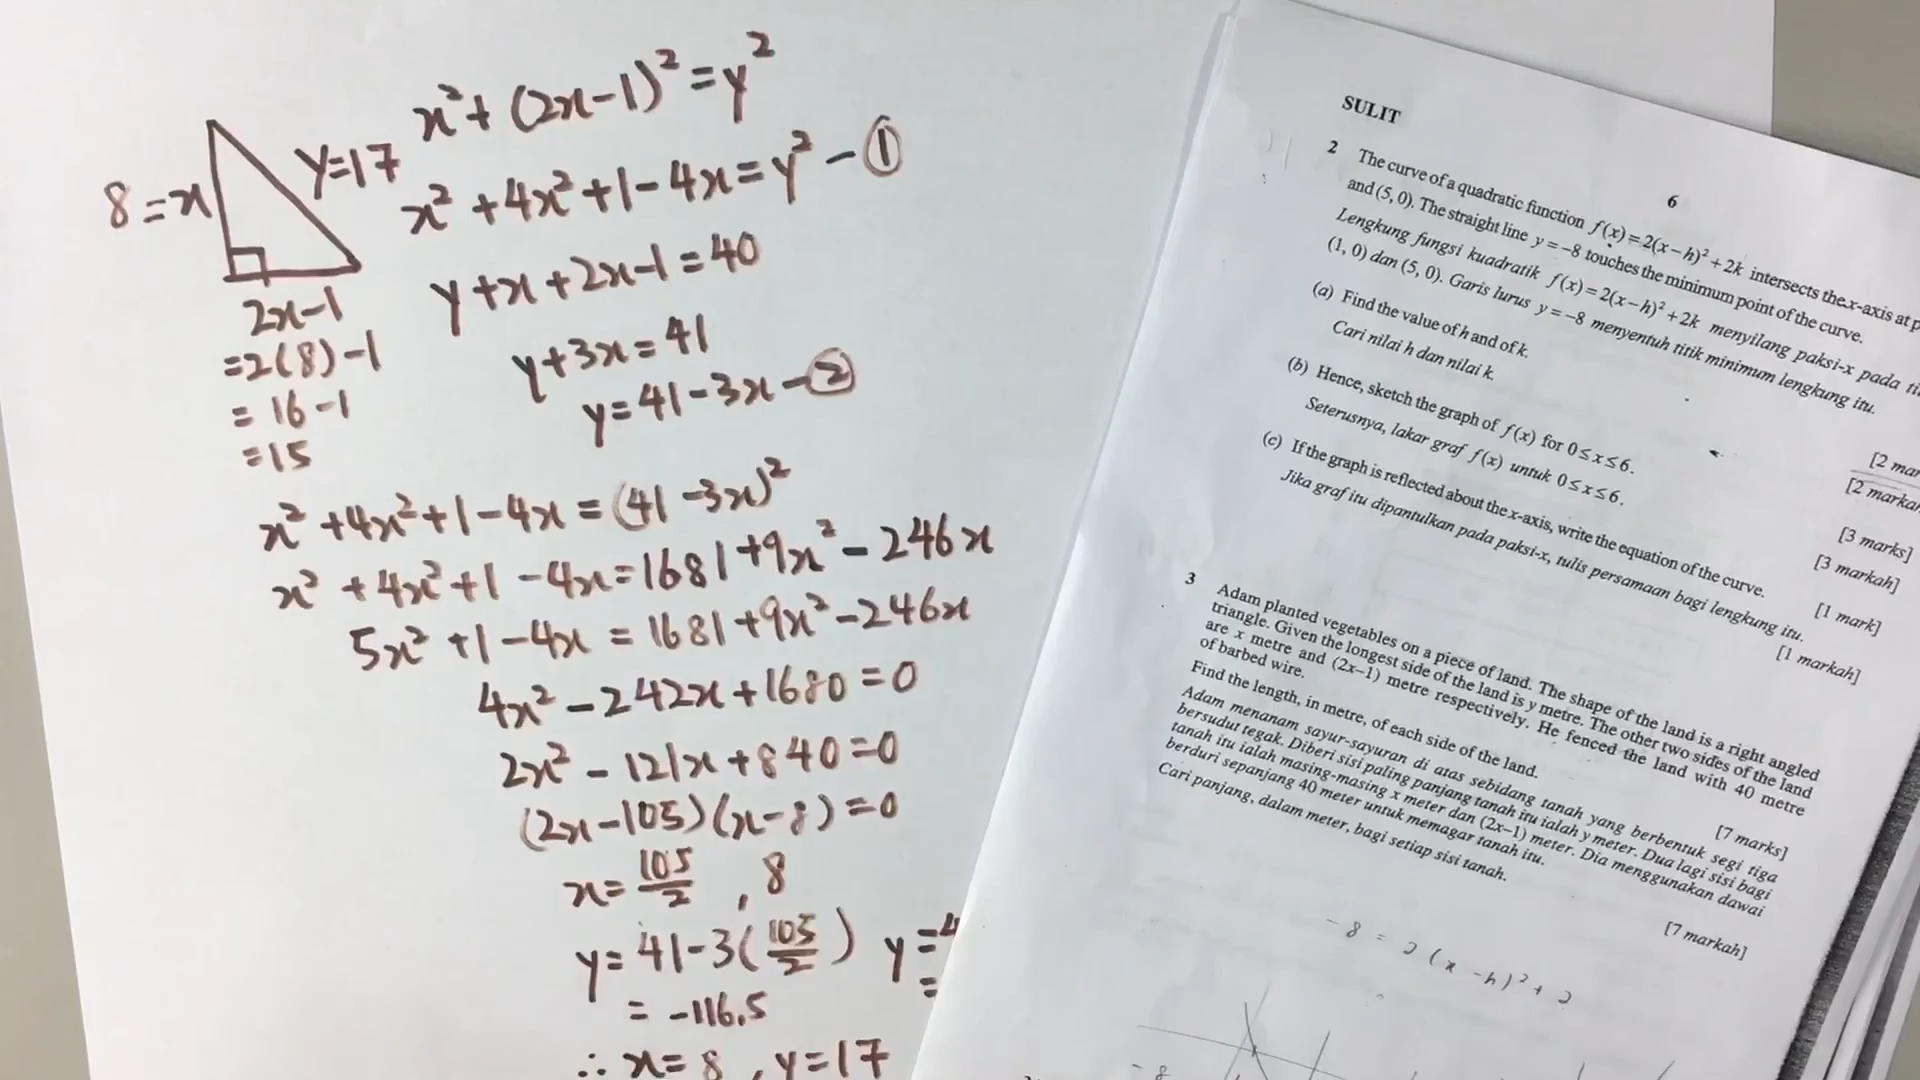 x² + (2x-1)² = y²
x² + 4x² + 1 - 4x = y² - ①
y + x + 2x - 1 = 40
y + 3x = 41
y = 41 - 3x - ②
8 = x
y = 17
2x-1
= 2(8) - 1
= 16 - 1
= 15
x² + 4x² + 1 - 4x = (41 - 3x)²
x² + 4x² + 1 - 4x = 1681 + 9x² - 246x
5x² + 1 - 4x = 1681 + 9x² - 246x
4x² - 242x + 1680 = 0
2x² - 121x + 840 = 0
(2x - 105)(x - 8) = 0
x = 105/2 , 8
y = 41 - 3(105/2) y = 4
= -116.5 =
∴ x = 8 , y = 17
SULIT
6
2 The curve of a quadratic function f(x) = 2(x − h)² + 2k intersects the x-axis at
and (5, 0). The straight line y = −8 touches the minimum point of the curve.
Lengkung fungsi kuadratik f(x) = 2(x − h)² + 2k menyilang paksi-x pada
(1, 0) dan (5, 0). Garis lurus y = −8 menyentuh titik minimum lengkung itu.
(a) Find the value of h and of k.
Cari nilai h dan nilai k.
[2 mar
[2 marka
(b) Hence, sketch the graph of f(x) for 0 ≤ x ≤ 6.
Seterusnya, lakar graf f(x) untuk 0 ≤ x ≤ 6.
[3 marks]
[3 markah]
(c) If the graph is reflected about the x-axis, write the equation of the curve.
Jika graf itu dipantulkan pada paksi-x, tulis persamaan bagi lengkung itu.
[1 mark]
[1 markah]
3 Adam planted vegetables on a piece of land. The shape of the land is a right angled
triangle. Given the longest side of the land is y metre. The other two sides of the land
are x metre and (2x−1) metre respectively. He fenced the land with 40 metre
of barbed wire.
Find the length, in metre, of each side of the land.
[7 marks]
Adam menanam sayur-sayuran di atas sebidang tanah yang berbentuk segi tiga
bersudut tegak. Diberi sisi paling panjang tanah itu ialah y meter. Dua lagi sisi bagi
tanah itu ialah masing-masing x meter dan (2x−1) meter. Dia menggunakan dawai
berduri sepanjang 40 meter untuk memagar tanah itu.
Cari panjang, dalam meter, bagi setiap sisi tanah.
[7 markah]
-8 = 2(x - h)² + 2
-8